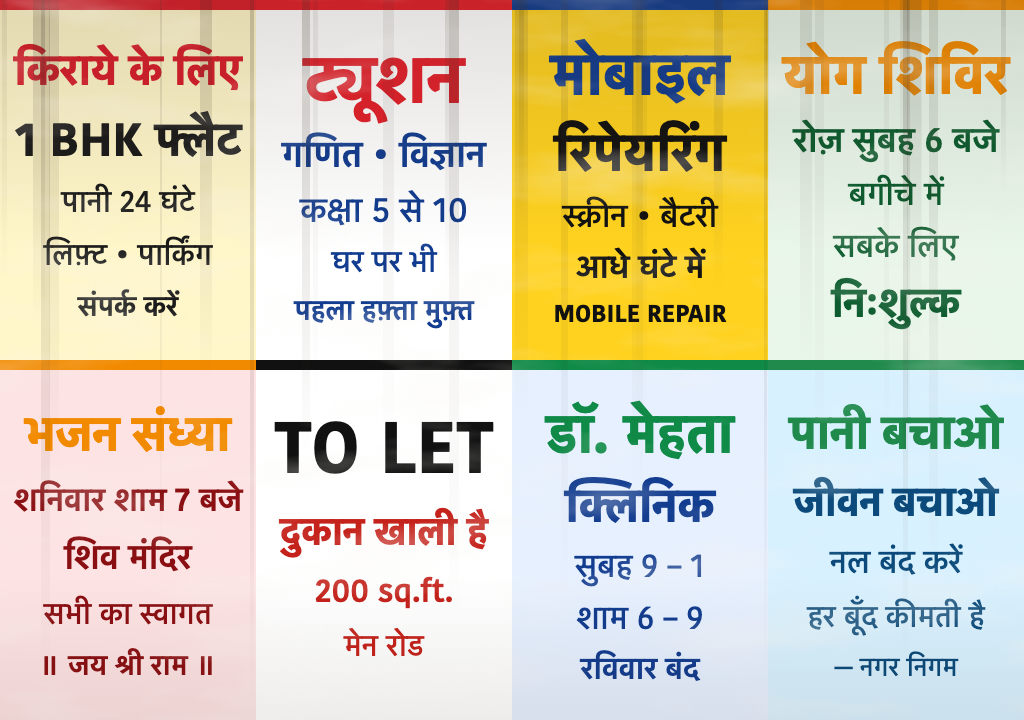 किराये के लिए
1 BHK फ्लैट
पानी 24 घंटे
लिफ़्ट • पार्किंग
संपर्क करें
ट्यूशन
गणित • विज्ञान
कक्षा 5 से 10
घर पर भी
पहला हफ़्ता मुफ़्त
मोबाइल
रिपेयरिंग
स्क्रीन • बैटरी
आधे घंटे में
MOBILE REPAIR
योग शिविर
रोज़ सुबह 6 बजे
बगीचे में
सबके लिए
निःशुल्क
भजन संध्या
शनिवार शाम 7 बजे
शिव मंदिर
सभी का स्वागत
॥ जय श्री राम ॥
TO LET
दुकान खाली है
200 sq.ft.
मेन रोड
डॉ. मेहता
क्लिनिक
सुबह 9 – 1
शाम 6 – 9
रविवार बंद
पानी बचाओ
जीवन बचाओ
नल बंद करें
हर बूँद कीमती है
— नगर निगम